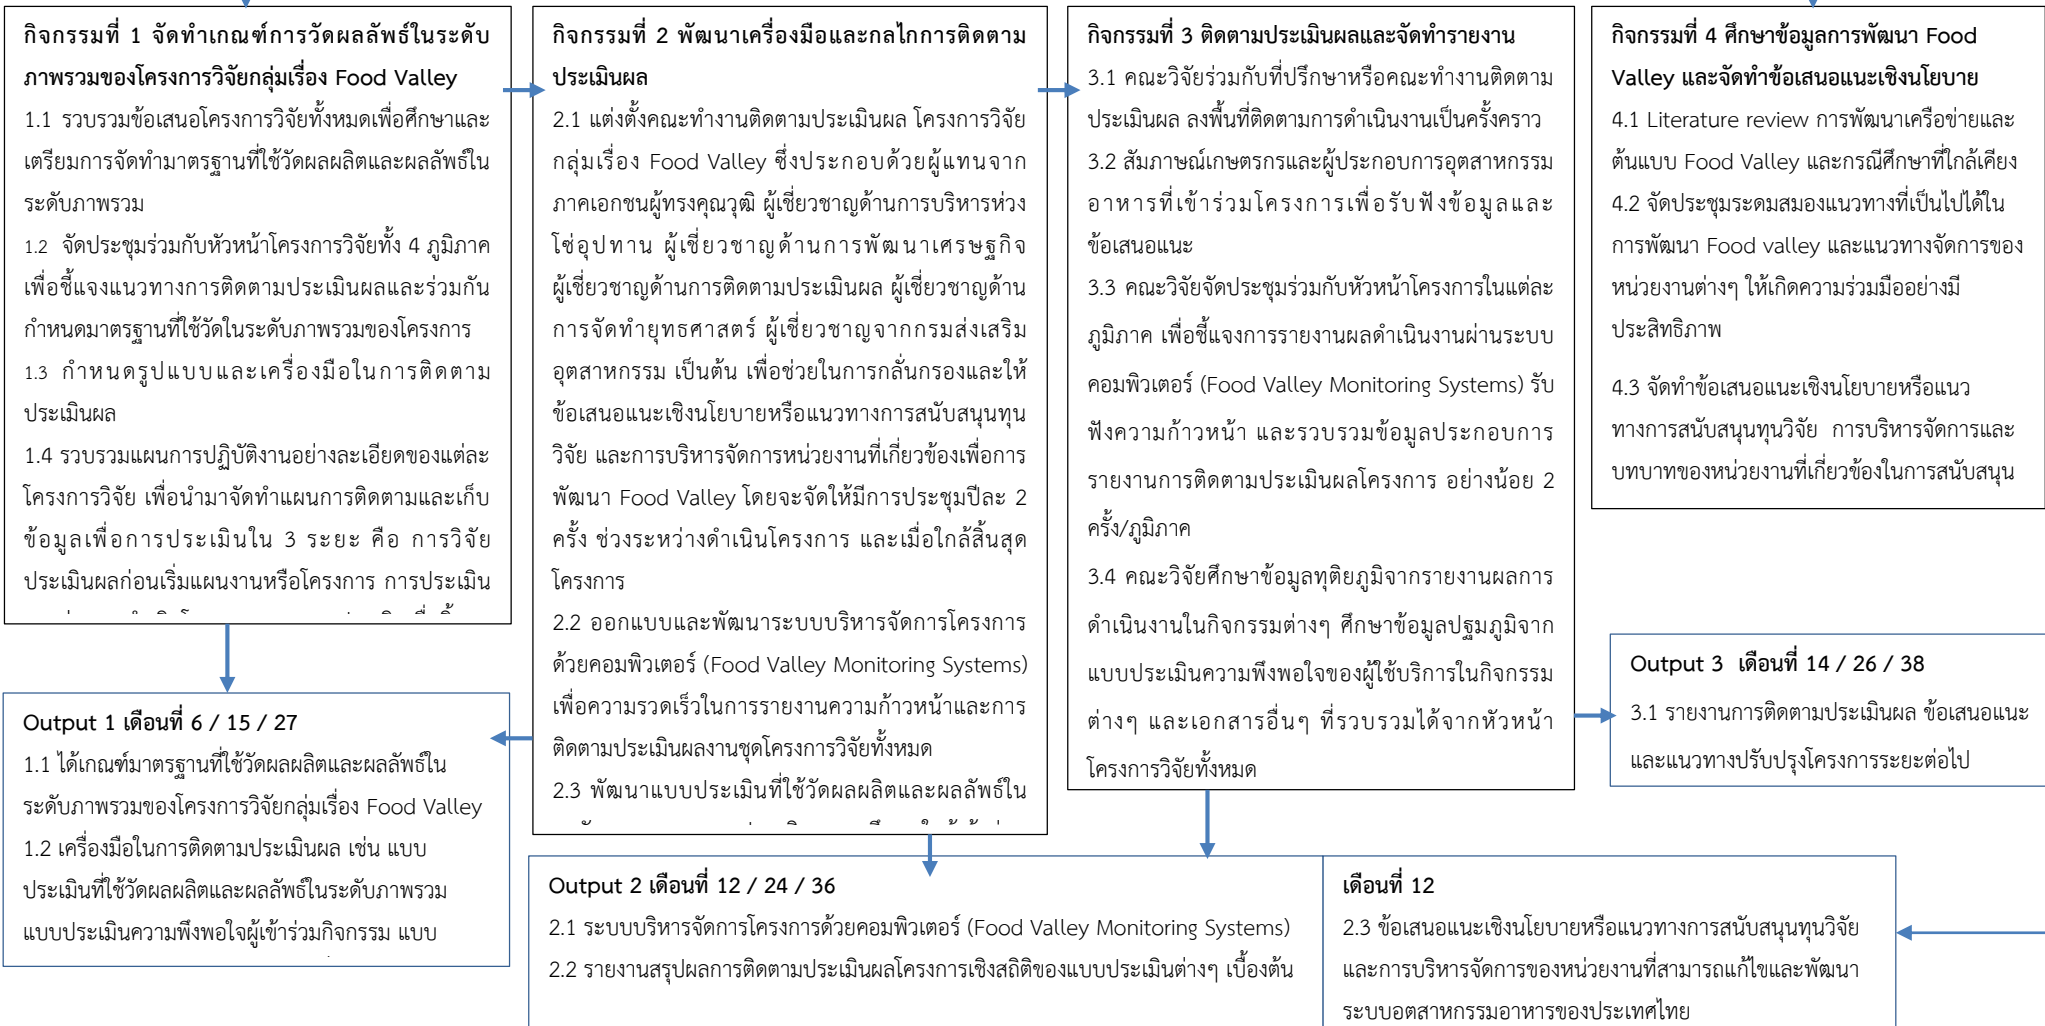 กิจกรรมที่ 1 จัดทำเกณฑ์การวัดผลลัพธ์ในระดับ
ภาพรวมของโครงการวิจัยกลุ่มเรื่อง Food Valley
1.1 รวบรวมข้อเสนอโครงการวิจัยทั้งหมดเพื่อศึกษาและ
เตรียมการจัดทำมาตรฐานที่ใช้วัดผลผลิตและผลลัพธ์ใน
ระดับภาพรวม
1.2 จัดประชุมร่วมกับหัวหน้าโครงการวิจัยทั้ง 4 ภูมิภาค
เพื่อชี้แจงแนวทางการติดตามประเมินผลและร่วมกัน
กำหนดมาตรฐานที่ใช้วัดในระดับภาพรวมของโครงการ
1.3 กำหนดรูปแบบและเครื่องมือในการติดตาม
ประเมินผล
1.4 รวบรวมแผนการปฏิบัติงานอย่างละเอียดของแต่ละ
โครงการวิจัย เพื่อนำมาจัดทำแผนการติดตามและเก็บ
ข้อมูลเพื่อการประเมินใน 3 ระยะ คือ การวิจัย
ประเมินผลก่อนเริ่มแผนงานหรือโครงการ การประเมิน
กิจกรรมที่ 2 พัฒนาเครื่องมือและกลไกการติดตาม
ประเมินผล
2.1 แต่งตั้งคณะทำงานติดตามประเมินผล โครงการวิจัย
กลุ่มเรื่อง Food Valley ซึ่งประกอบด้วยผู้แทนจาก
ภาคเอกชนผู้ทรงคุณวุฒิ ผู้เชี่ยวชาญด้านการบริหารห่วง
โซ่อุปทาน ผู้เชี่ยวชาญด้านการพัฒนาเศรษฐกิจ
ผู้เชี่ยวชาญด้านการติดตามประเมินผล ผู้เชี่ยวชาญด้าน
การจัดทำยุทธศาสตร์ ผู้เชี่ยวชาญจากกรมส่งเสริม
อุตสาหกรรม เป็นต้น เพื่อช่วยในการกลั่นกรองและให้
ข้อเสนอแนะเชิงนโยบายหรือแนวทางการสนับสนุนทุน
วิจัย และการบริหารจัดการหน่วยงานที่เกี่ยวข้องเพื่อการ
พัฒนา Food Valley โดยจะจัดให้มีการประชุมปีละ 2
ครั้ง ช่วงระหว่างดำเนินโครงการ และเมื่อใกล้สิ้นสุด
โครงการ
2.2 ออกแบบและพัฒนาระบบบริหารจัดการโครงการ
ด้วยคอมพิวเตอร์ (Food Valley Monitoring Systems)
เพื่อความรวดเร็วในการรายงานความก้าวหน้าและการ
ติดตามประเมินผลงานชุดโครงการวิจัยทั้งหมด
2.3 พัฒนาแบบประเมินที่ใช้วัดผลผลิตและผลลัพธ์ใน
กิจกรรมที่ 3 ติดตามประเมินผลและจัดทำรายงาน
3.1 คณะวิจัยร่วมกับที่ปรึกษาหรือคณะทำงานติดตาม
ประเมินผล ลงพื้นที่ติดตามการดำเนินงานเป็นครั้งคราว
3.2 สัมภาษณ์เกษตรกรและผู้ประกอบการอุตสาหกรรม
อาหารที่เข้าร่วมโครงการเพื่อรับฟังข้อมูลและ
ข้อเสนอแนะ
3.3 คณะวิจัยจัดประชุมร่วมกับหัวหน้าโครงการในแต่ละ
ภูมิภาค เพื่อชี้แจงการรายงานผลดำเนินงานผ่านระบบ
คอมพิวเตอร์ (Food Valley Monitoring Systems) รับ
ฟังความก้าวหน้า และรวบรวมข้อมูลประกอบการ
รายงานการติดตามประเมินผลโครงการ อย่างน้อย 2
ครั้ง/ภูมิภาค
3.4 คณะวิจัยศึกษาข้อมูลทุติยภูมิจากรายงานผลการ
ดำเนินงานในกิจกรรมต่างๆ ศึกษาข้อมูลปฐมภูมิจาก
แบบประเมินความพึงพอใจของผู้ใช้บริการในกิจกรรม
ต่างๆ และเอกสารอื่นๆ ที่รวบรวมได้จากหัวหน้า
โครงการวิจัยทั้งหมด
กิจกรรมที่ 4 ศึกษาข้อมูลการพัฒนา Food
Valley และจัดทำข้อเสนอแนะเชิงนโยบาย
4.1 Literature review การพัฒนาเครือข่ายและ
ต้นแบบ Food Valley และกรณีศึกษาที่ใกล้เคียง
4.2 จัดประชุมระดมสมองแนวทางที่เป็นไปได้ใน
การพัฒนา Food valley และแนวทางจัดการของ
หน่วยงานต่างๆ ให้เกิดความร่วมมืออย่างมี
ประสิทธิภาพ
4.3 จัดทำข้อเสนอแนะเชิงนโยบายหรือแนว
ทางการสนับสนุนทุนวิจัย การบริหารจัดการและ
บทบาทของหน่วยงานที่เกี่ยวข้องในการสนับสนุน
Output 1 เดือนที่ 6 / 15 / 27
1.1 ได้เกณฑ์มาตรฐานที่ใช้วัดผลผลิตและผลลัพธ์ใน
ระดับภาพรวมของโครงการวิจัยกลุ่มเรื่อง Food Valley
1.2 เครื่องมือในการติดตามประเมินผล เช่น แบบ
ประเมินที่ใช้วัดผลผลิตและผลลัพธ์ในระดับภาพรวม
แบบประเมินความพึงพอใจผู้เข้าร่วมกิจกรรม แบบ
Output 2 เดือนที่ 12 / 24 / 36
2.1 ระบบบริหารจัดการโครงการด้วยคอมพิวเตอร์ (Food Valley Monitoring Systems)
2.2 รายงานสรุปผลการติดตามประเมินผลโครงการเชิงสถิติของแบบประเมินต่างๆ เบื้องต้น
เดือนที่ 12
2.3 ข้อเสนอแนะเชิงนโยบายหรือแนวทางการสนับสนุนทุนวิจัย
และการบริหารจัดการของหน่วยงานที่สามารถแก้ไขและพัฒนา
ระบบอตสาหกรรมอาหารของประเทศไทย
Output 3 เดือนที่ 14 / 26 / 38
3.1 รายงานการติดตามประเมินผล ข้อเสนอแนะ
และแนวทางปรับปรุงโครงการระยะต่อไป